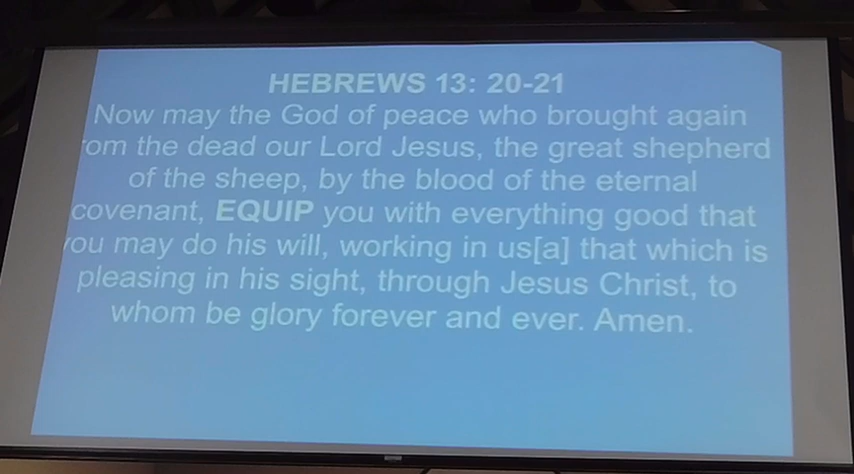 HEBREWS 13: 20-21
Now may the God of peace who brought again
rom the dead our Lord Jesus, the great shepherd
of the sheep, by the blood of the eternal
covenant, EQUIP you with everything good that
you may do his will, working in us[a] that which is
pleasing in his sight, through Jesus Christ, to
whom be glory forever and ever. Amen.